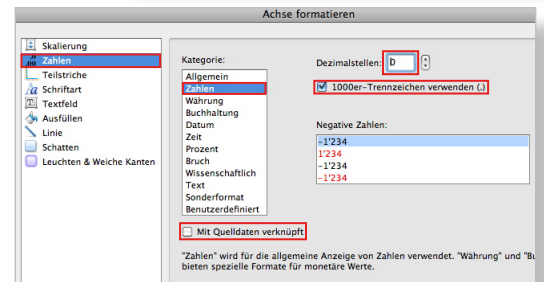 Achse formatieren
Skalierung
Zahlen
Teilstriche
Schriftart
Textfeld
Ausfüllen
Linie
Schatten
Leuchten & Weiche Kanten
Kategorie:
Allgemein
Zahlen
Währung
Buchhaltung
Datum
Zeit
Prozent
Bruch
Wissenschaftlich
Text
Sonderformat
Benutzerdefiniert
Dezimalstellen: 0
1000er-Trennzeichen verwenden (.)
Negative Zahlen:
-1'234
1'234
-1'234
-1'234
Mit Quelldaten verknüpft
"Zahlen" wird für die allgemeine Anzeige von Zahlen verwendet. "Währung" und "Bu
bieten spezielle Formate für monetäre Werte.